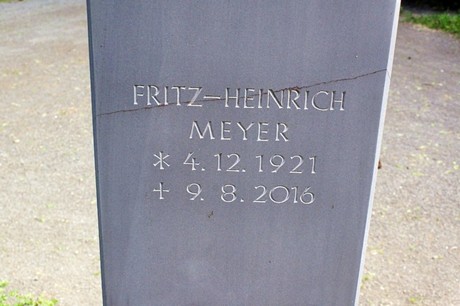 FRITZ-HEINRICH
MEYER
* 4.12.1921
+ 9.8.2016